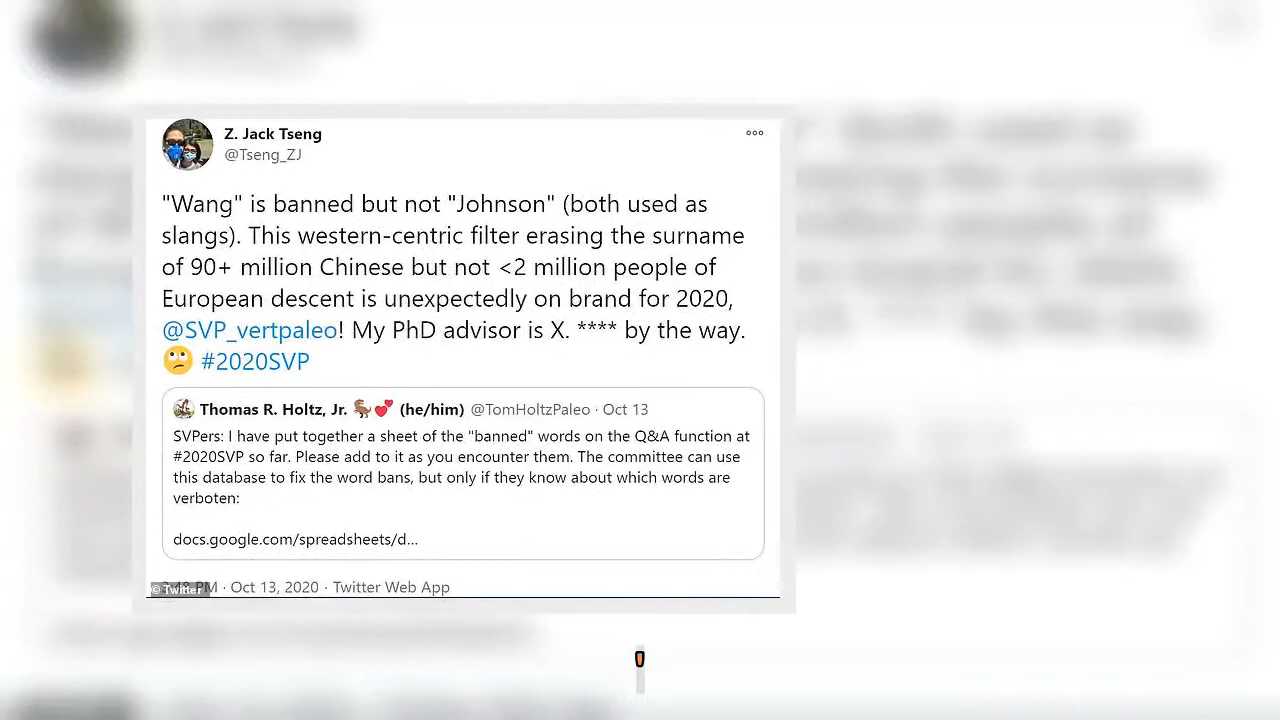 Z. Jack Tseng
@Tseng_ZJ
"Wang" is banned but not "Johnson" (both used as
slangs). This western-centric filter erasing the surname
of 90+ million Chinese but not <2 million people of
European descent is unexpectedly on brand for 2020,
@SVP_vertpaleo! My PhD advisor is X. **** by the way.
🙄 #2020SVP
Thomas R. Holtz, Jr. 🦖💕 (he/him) @TomHoltzPaleo · Oct 13
SVPers: I have put together a sheet of the "banned" words on the Q&A function at
#2020SVP so far. Please add to it as you encounter them. The committee can use
this database to fix the word bans, but only if they know about which words are
verboten:
docs.google.com/spreadsheets/d...
PM · Oct 13, 2020 · Twitter Web App
© Twitter